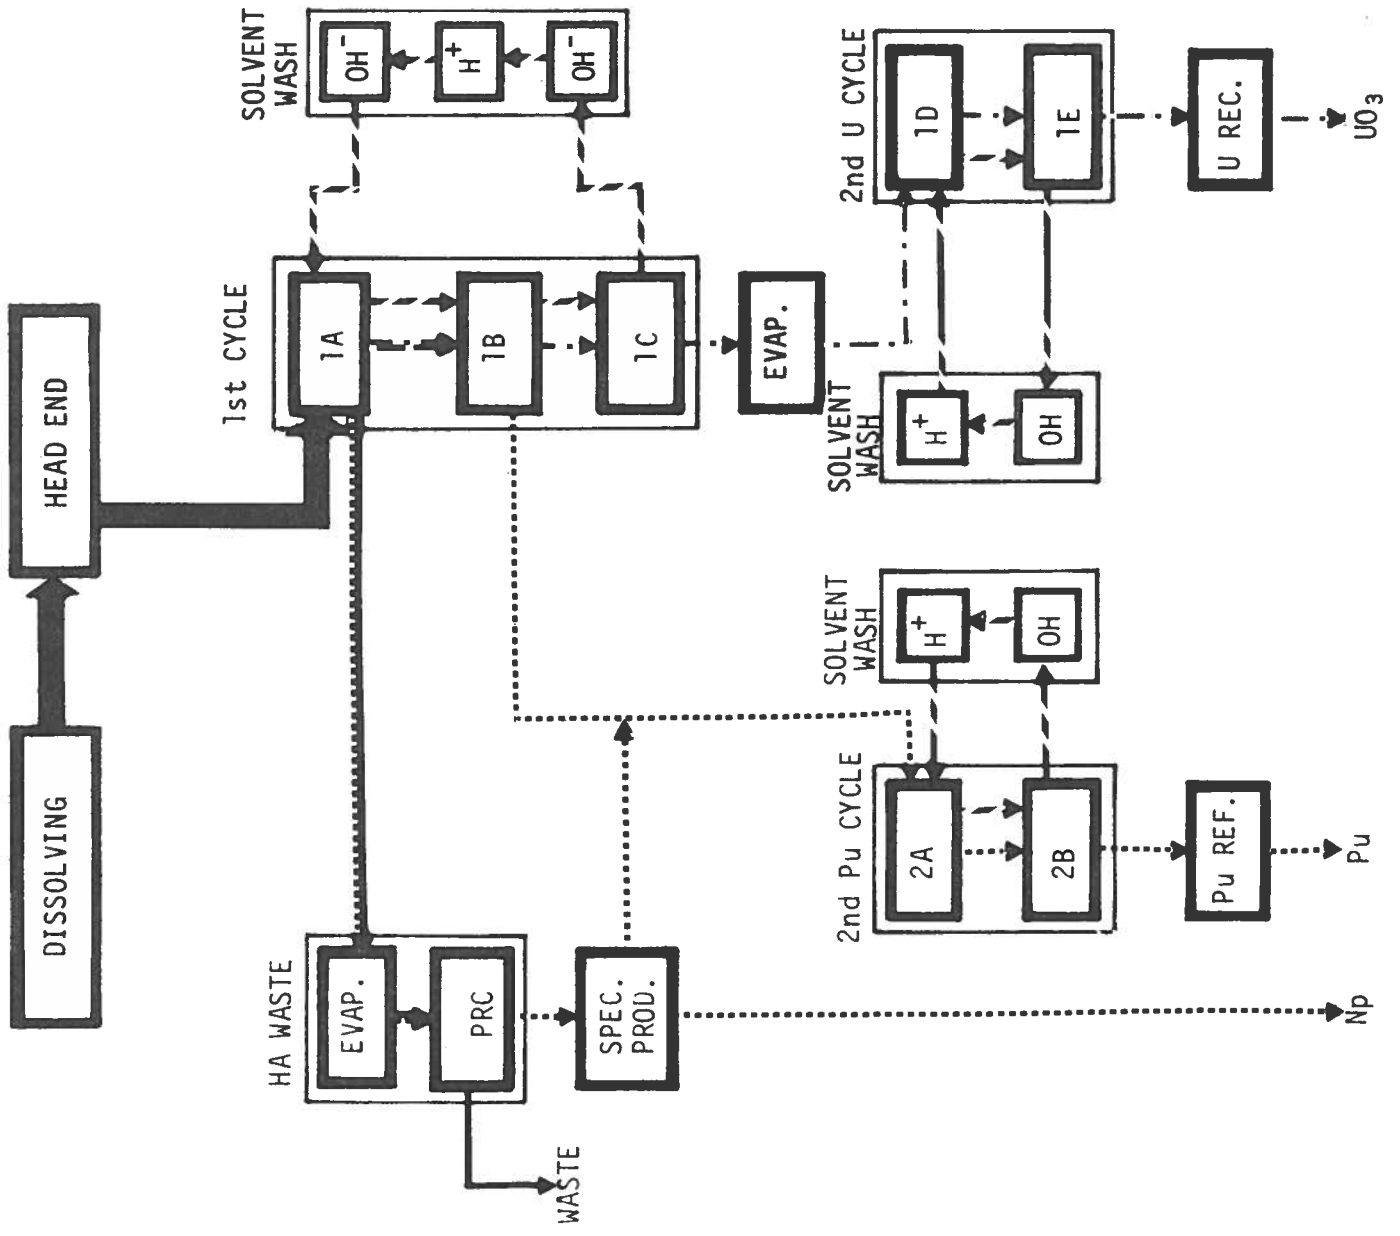 DISSOLVING
HEAD END
HA WASTE
EVAP.
PRC
WASTE
SPEC.
PROD.
Np
1st CYCLE
1A
1B
1C
EVAP.
SOLVENT
WASH
OH⁻
H⁺
OH⁻
2nd Pu CYCLE
2A
2B
Pu REF.
Pu
SOLVENT
WASH
H⁺
OH
SOLVENT
WASH
H⁺
OH
2nd U CYCLE
1D
1E
U REC.
UO₃